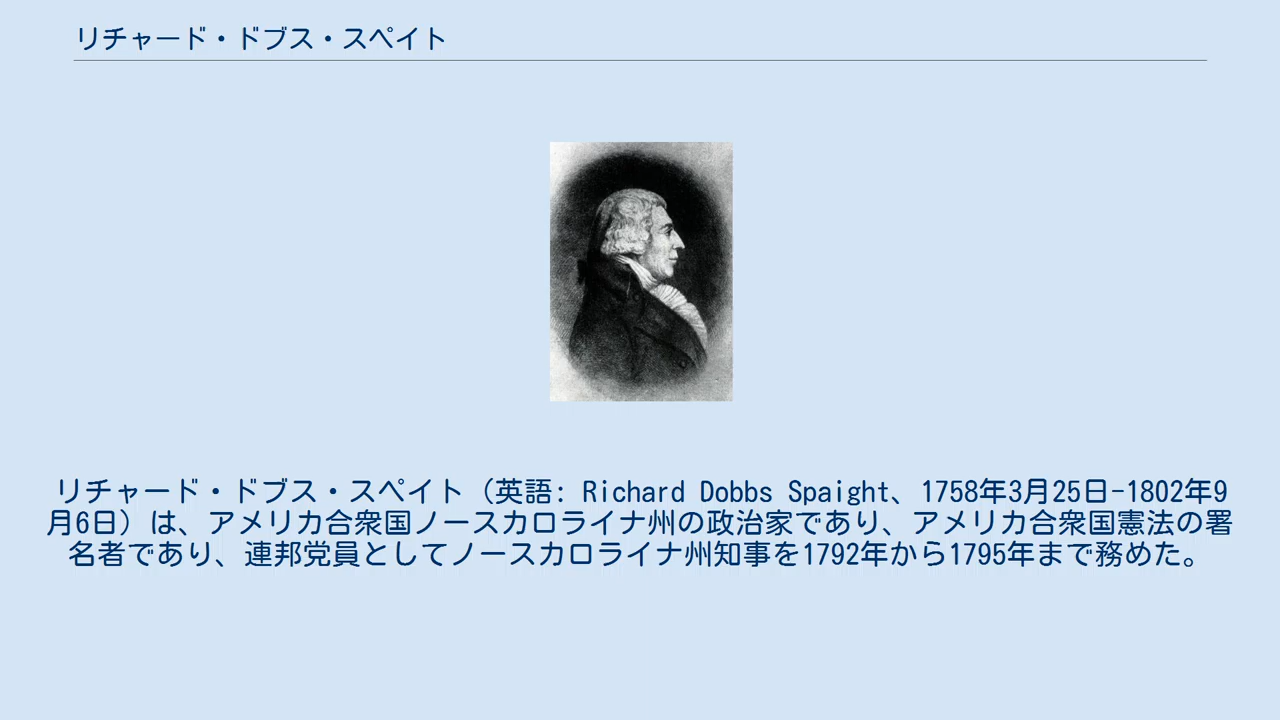 リチャード・ドブス・スペイト
リチャード・ドブス・スペイト（英語: Richard Dobbs Spaight、1758年3月25日-1802年9
月6日）は、アメリカ合衆国ノースカロライナ州の政治家であり、アメリカ合衆国憲法の署
名者であり、連邦党員としてノースカロライナ州知事を1792年から1795年まで務めた。